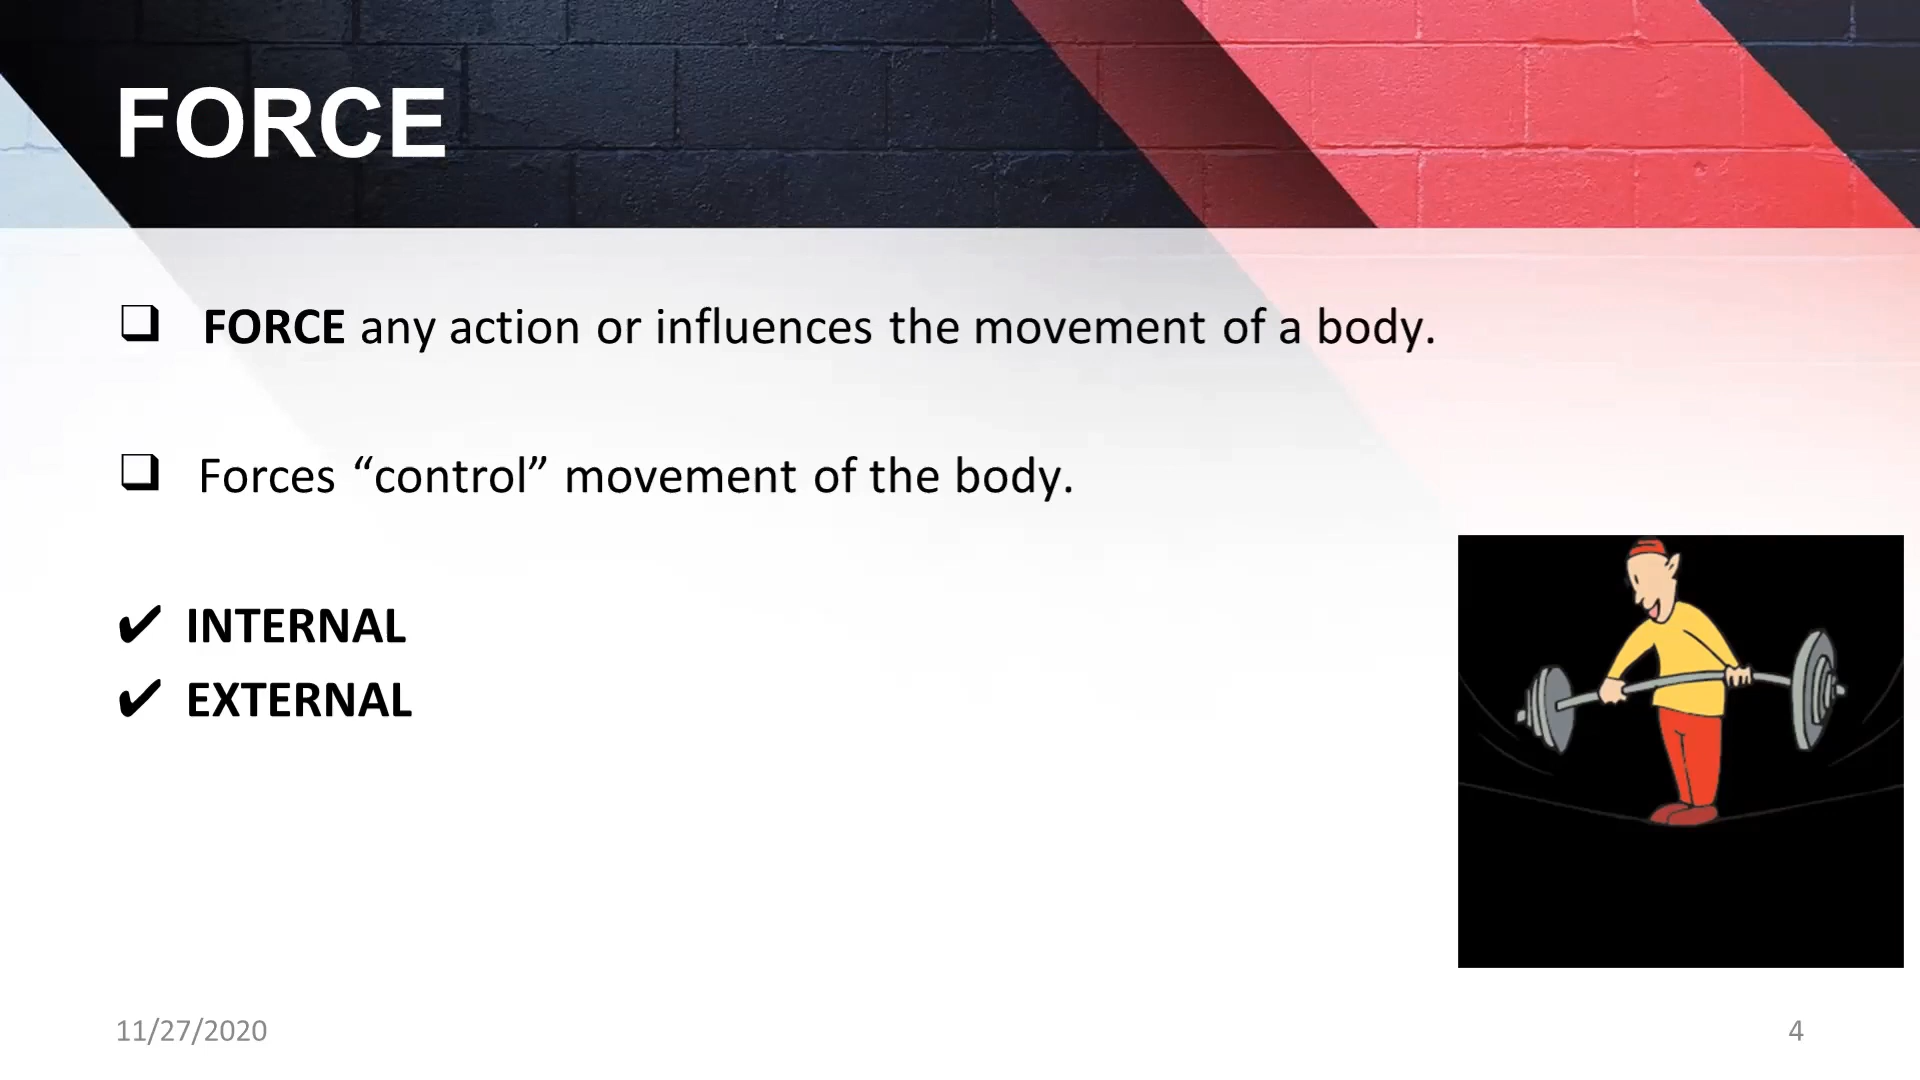 FORCE
❑ FORCE any action or influences the movement of a body.
❑ Forces “control” movement of the body.
✔ INTERNAL
✔ EXTERNAL
11/27/2020
4